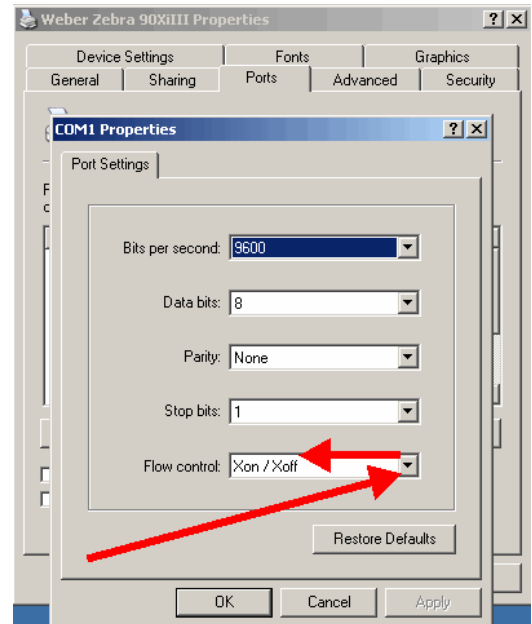 Weber Zebra 90XiIII Properties
Device Settings Fonts Graphics
General Sharing Ports Advanced Security
COM1 Properties
Port Settings
Bits per second: 9600
Data bits: 8
Parity: None
Stop bits: 1
Flow control: Xon / Xoff
Restore Defaults
OK Cancel Apply